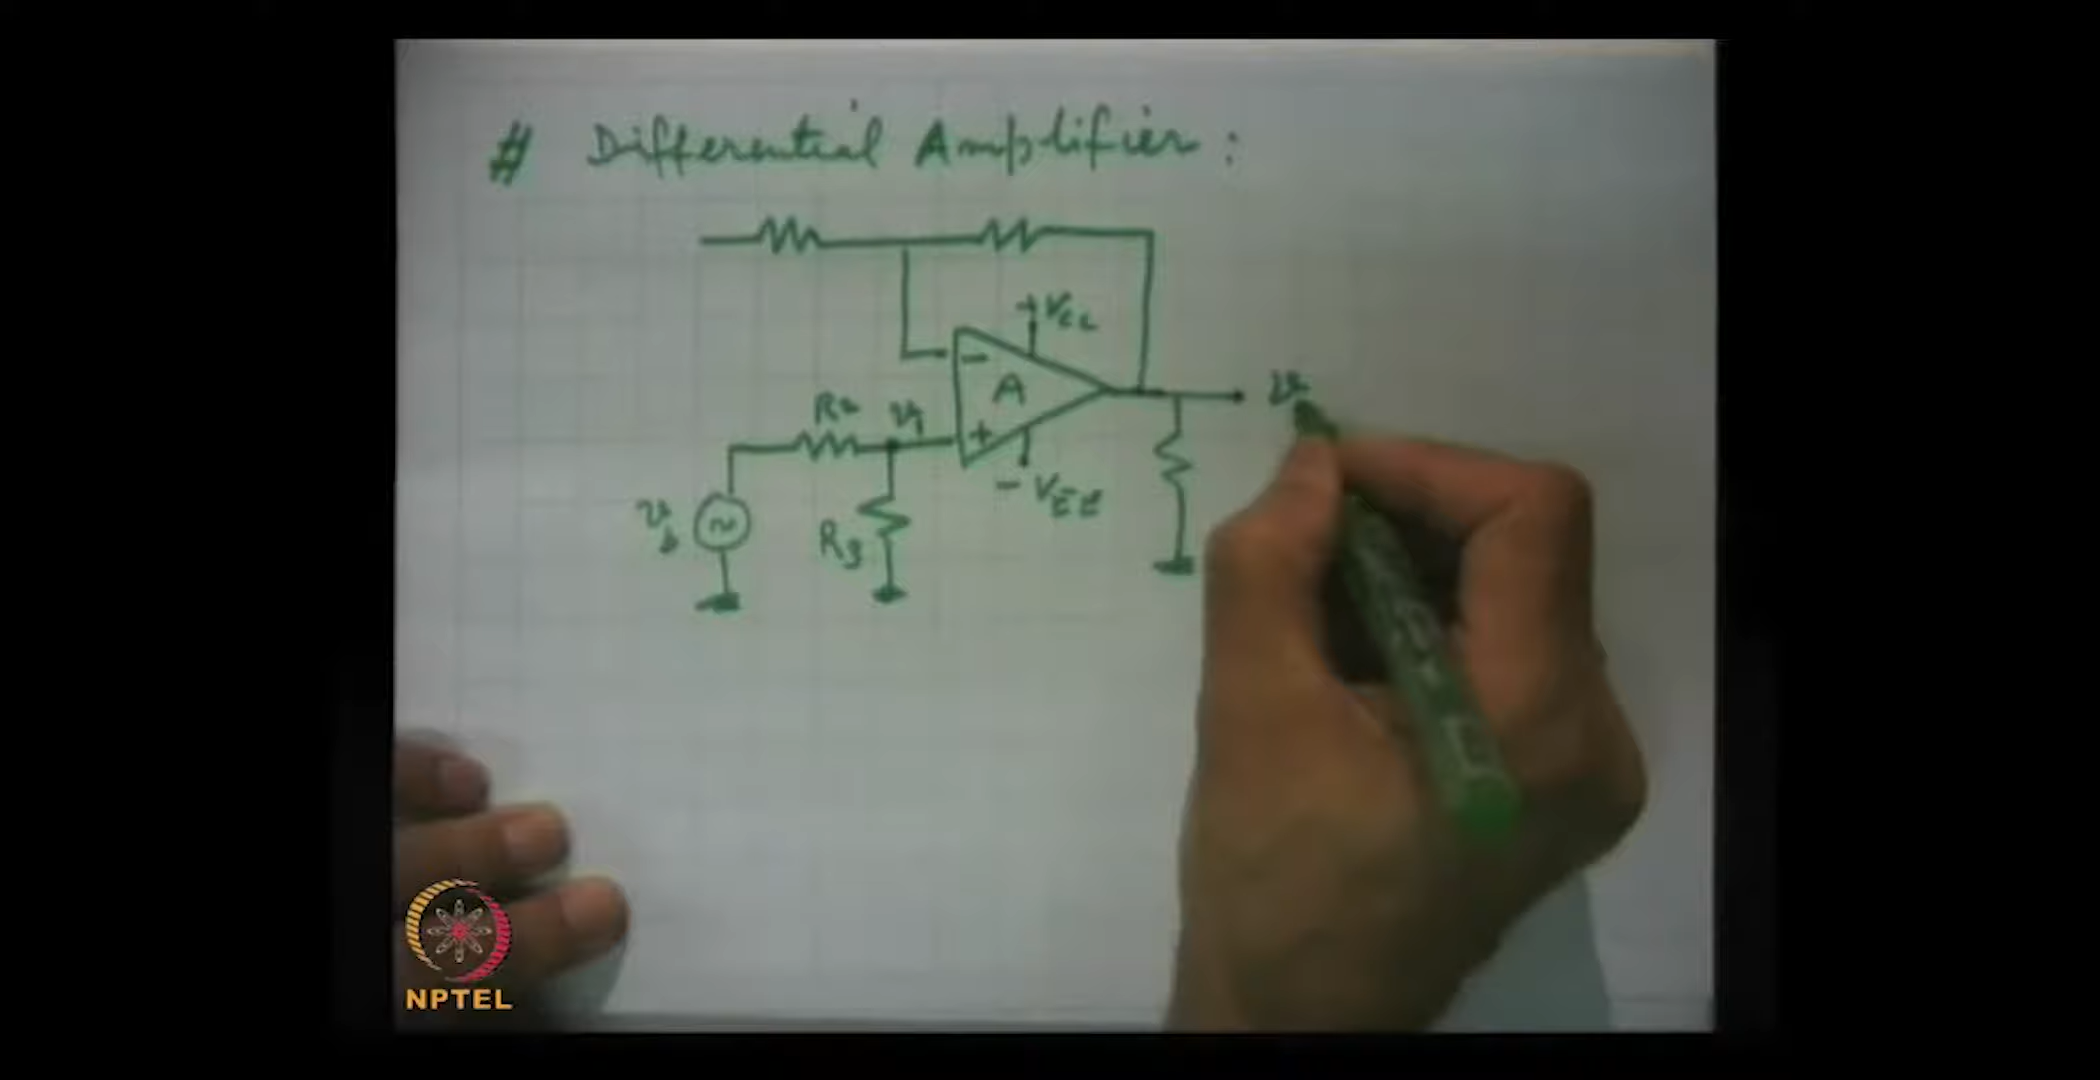 # Differential Amplifier :
+VCC
- A
R2 v1
+
-VEE
R3
v
NPTEL